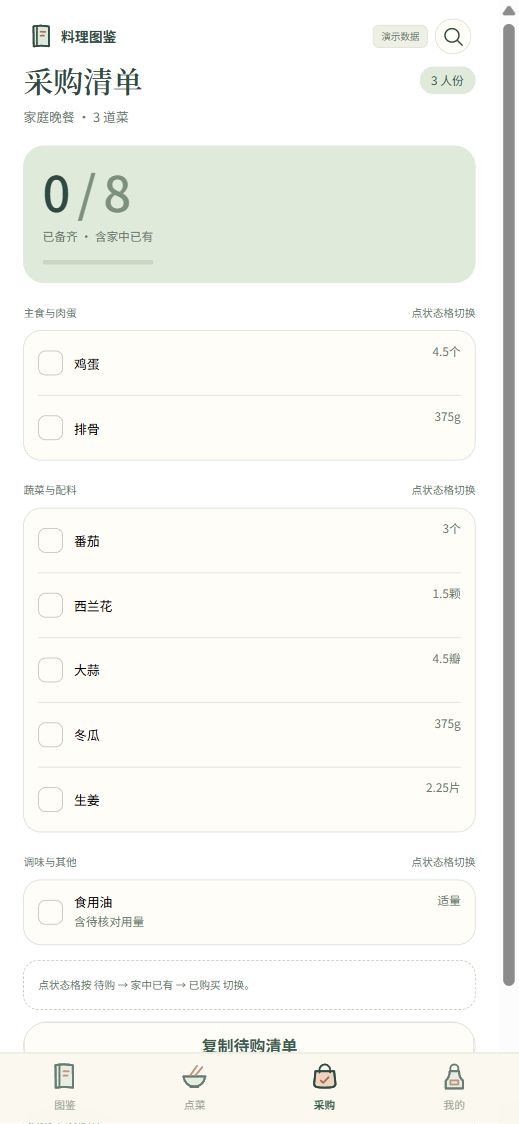 料理图鉴
演示数据
采购清单
3 人份
家庭晚餐 · 3 道菜
0/8
已备齐 · 含家中已有
主食与肉蛋
点状态格切换
鸡蛋
4.5个
排骨
375g
蔬菜与配料
点状态格切换
番茄
3个
西兰花
1.5颗
大蒜
4.5瓣
冬瓜
375g
生姜
2.25片
调味与其他
点状态格切换
食用油
适量
含待核对用量
点状态格按 待购 → 家中已有 → 已购买 切换。
复制待购清单
图鉴
点菜
采购
我的